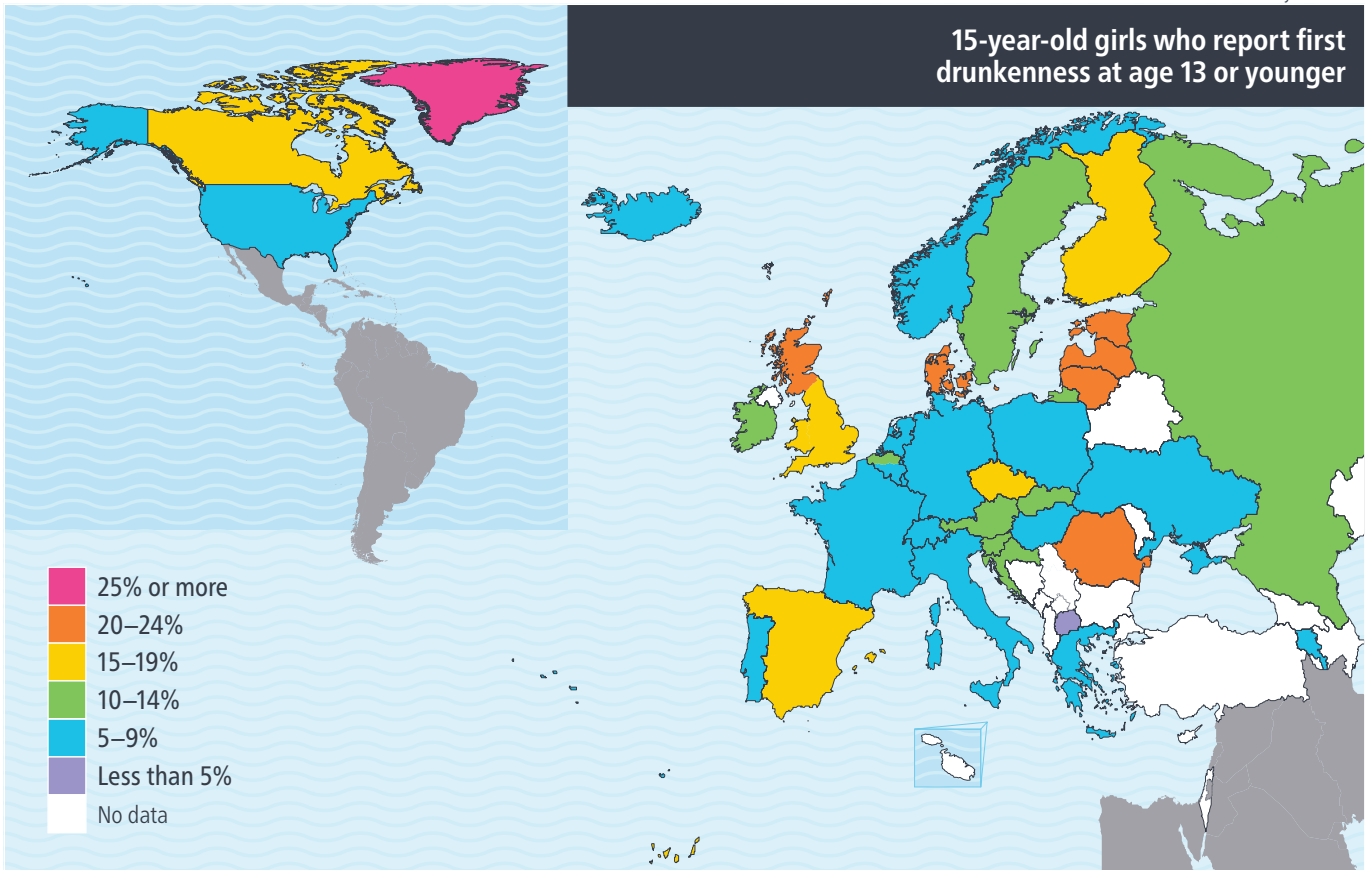 15-year-old girls who report first
drunkenness at age 13 or younger
25% or more
20–24%
15–19%
10–14%
5–9%
Less than 5%
No data